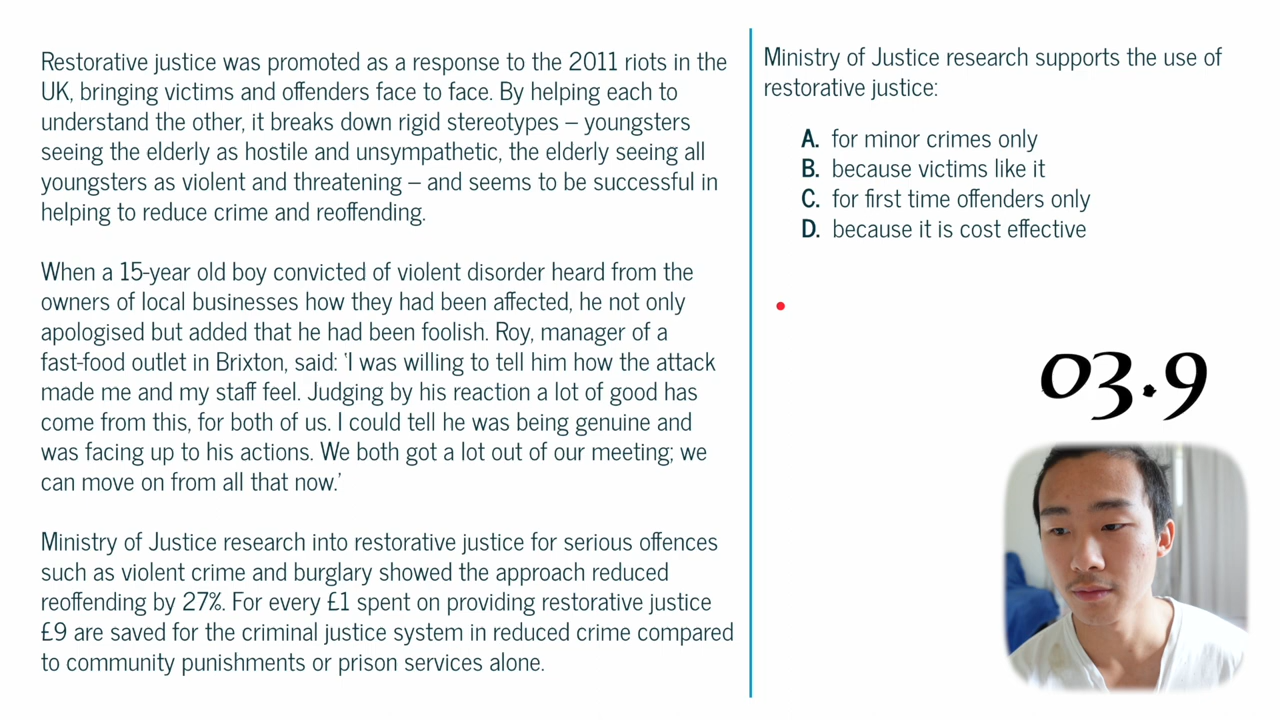 Restorative justice was promoted as a response to the 2011 riots in the
UK, bringing victims and offenders face to face. By helping each to
understand the other, it breaks down rigid stereotypes – youngsters
seeing the elderly as hostile and unsympathetic, the elderly seeing all
youngsters as violent and threatening – and seems to be successful in
helping to reduce crime and reoffending.
When a 15-year old boy convicted of violent disorder heard from the
owners of local businesses how they had been affected, he not only
apologised but added that he had been foolish. Roy, manager of a
fast-food outlet in Brixton, said: 'I was willing to tell him how the attack
made me and my staff feel. Judging by his reaction a lot of good has
come from this, for both of us. I could tell he was being genuine and
was facing up to his actions. We both got a lot out of our meeting; we
can move on from all that now.'
Ministry of Justice research into restorative justice for serious offences
such as violent crime and burglary showed the approach reduced
reoffending by 27%. For every £1 spent on providing restorative justice
£9 are saved for the criminal justice system in reduced crime compared
to community punishments or prison services alone.
Ministry of Justice research supports the use of
restorative justice:
A. for minor crimes only
B. because victims like it
C. for first time offenders only
D. because it is cost effective
03.9